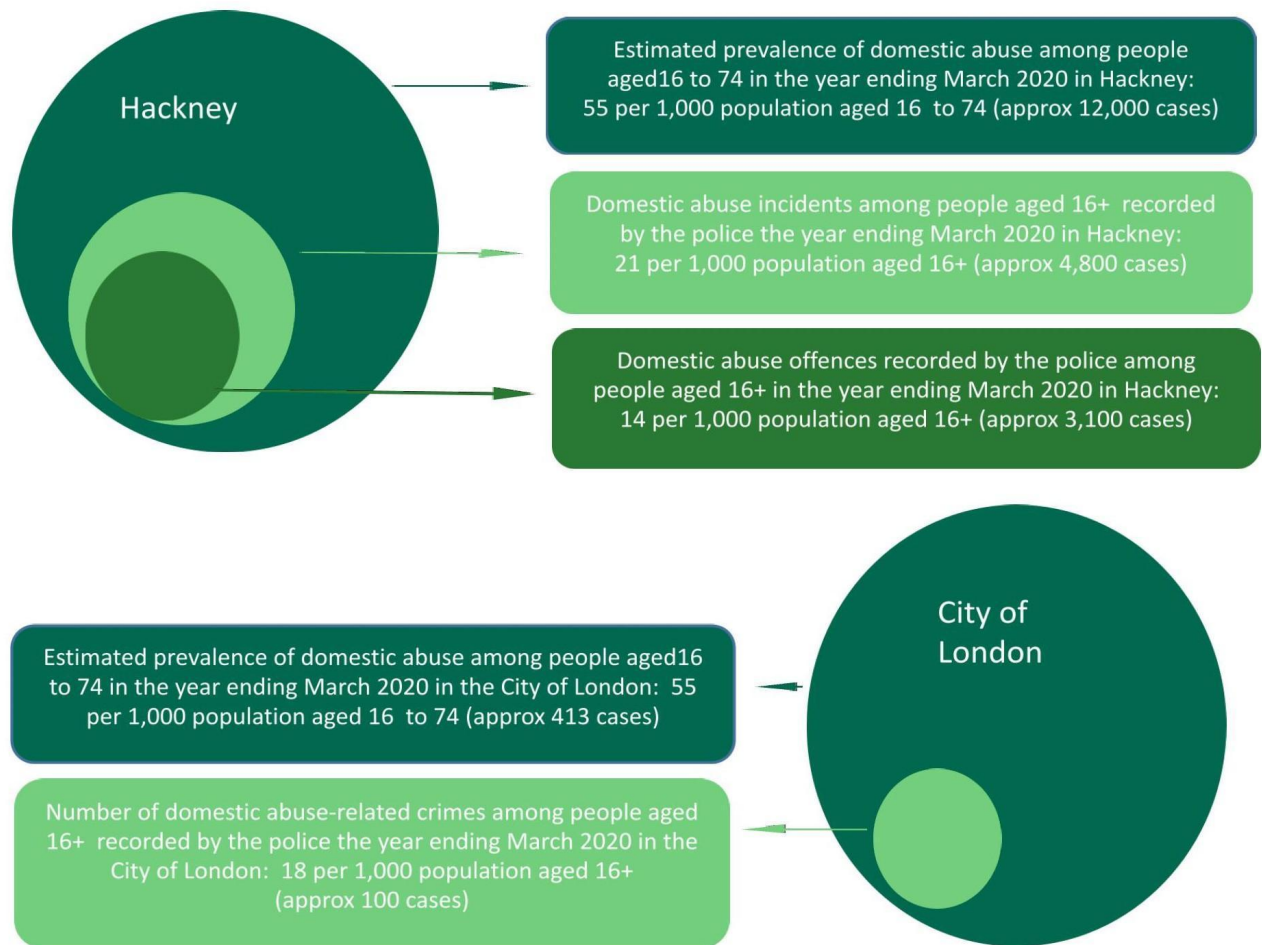 Hackney
Estimated prevalence of domestic abuse among people
aged16 to 74 in the year ending March 2020 in Hackney:
55 per 1,000 population aged 16  to 74 (approx 12,000 cases)
Domestic abuse incidents among people aged 16+  recorded
by the police the year ending March 2020 in Hackney:
21 per 1,000 population aged 16+ (approx 4,800 cases)
Domestic abuse offences recorded by the police among
people aged 16+ in the year ending March 2020 in Hackney:
14 per 1,000 population aged 16+ (approx 3,100 cases)
City of
London
Estimated prevalence of domestic abuse among people aged16
to 74 in the year ending March 2020 in the City of London:  55
per 1,000 population aged 16  to 74 (approx 413 cases)
Number of domestic abuse-related crimes among people aged
16+  recorded by the police the year ending March 2020 in the
City of London:  18 per 1,000 population aged 16+
(approx 100 cases)